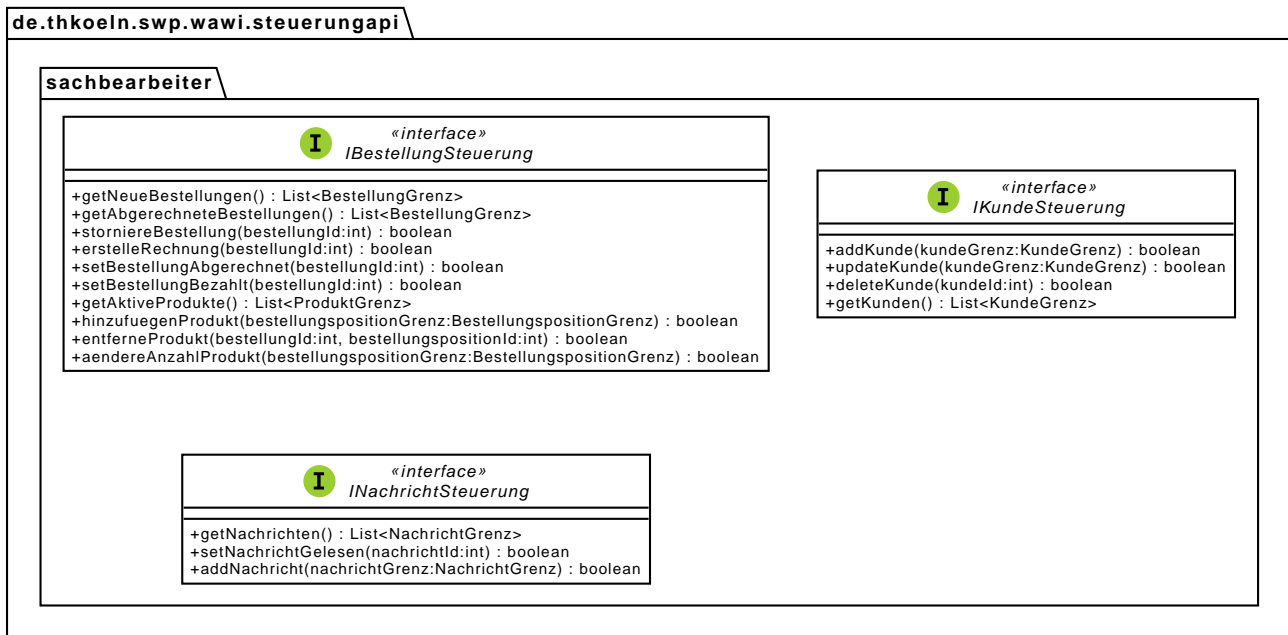 de.thkoeln.swp.wawi.steuerungapi
sachbearbeiter
I
«interface»
IBestellungSteuerung
+getNeueBestellungen() : List<BestellungGrenz>
+getAbgerechneteBestellungen() : List<BestellungGrenz>
+storniereBestellung(bestellungId:int) : boolean
+erstelleRechnung(bestellungId:int) : boolean
+setBestellungAbgerechnet(bestellungId:int) : boolean
+setBestellungBezahlt(bestellungId:int) : boolean
+getAktiveProdukte() : List<ProduktGrenz>
+hinzufuegenProdukt(bestellungspositionGrenz:BestellungspositionGrenz) : boolean
+entferneProdukt(bestellungId:int, bestellungspositionId:int) : boolean
+aendereAnzahlProdukt(bestellungspositionGrenz:BestellungspositionGrenz) : boolean
I
«interface»
IKundeSteuerung
+addKunde(kundeGrenz:KundeGrenz) : boolean
+updateKunde(kundeGrenz:KundeGrenz) : boolean
+deleteKunde(kundeId:int) : boolean
+getKunden() : List<KundeGrenz>
I
«interface»
INachrichtSteuerung
+getNachrichten() : List<NachrichtGrenz>
+setNachrichtGelesen(nachrichtId:int) : boolean
+addNachricht(nachrichtGrenz:NachrichtGrenz) : boolean